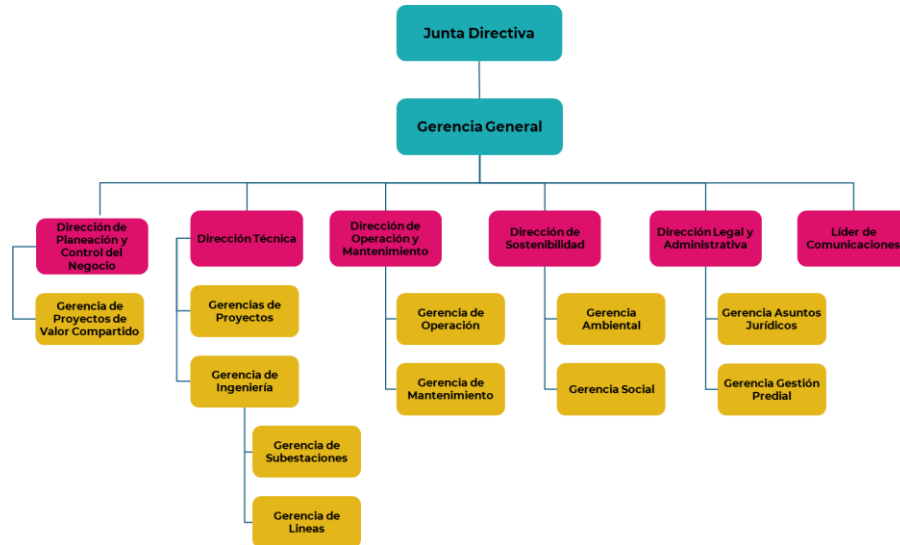 Junta Directiva
Gerencia General
Dirección de
Planeación y
Control del
Negocio
Dirección Técnica
Dirección de
Operación y
Mantenimiento
Dirección de
Sostenibilidad
Dirección Legal y
Administrativa
Líder de
Comunicaciones
Gerencia de
Proyectos de
Valor Compartido
Gerencias de
Proyectos
Gerencia de
Operación
Gerencia
Ambiental
Gerencia Asuntos
Jurídicos
Gerencia de
Ingeniería
Gerencia de
Mantenimiento
Gerencia Social
Gerencia Gestión
Predial
Gerencia de
Subestaciones
Gerencia de
Lineas